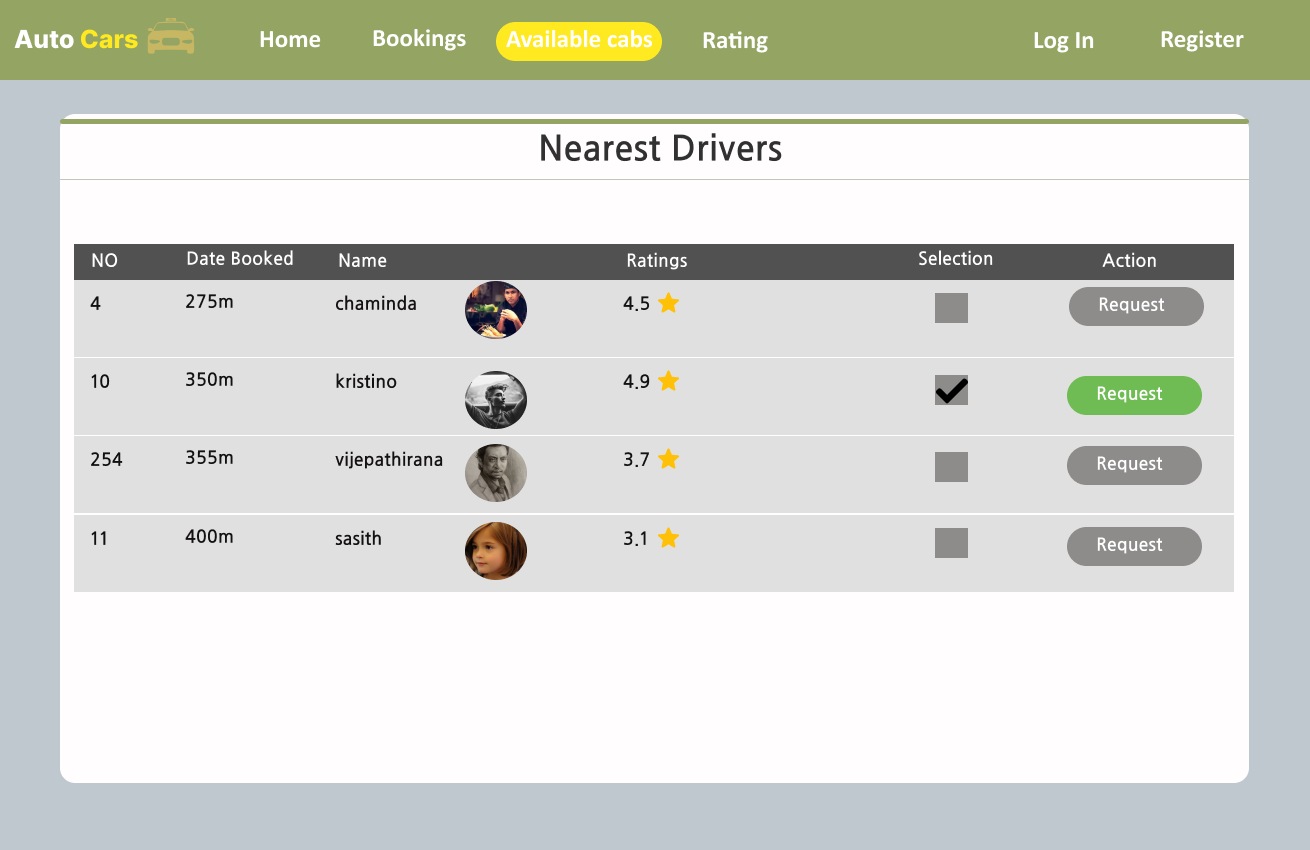 Auto Cars Home Bookings Available cabs Rating Log In Register
Nearest Drivers
NO Date Booked Name Ratings Selection Action
4 275m chaminda 4.5 Request
10 350m kristino 4.9 Request
254 355m vijepathirana 3.7 Request
11 400m sasith 3.1 Request